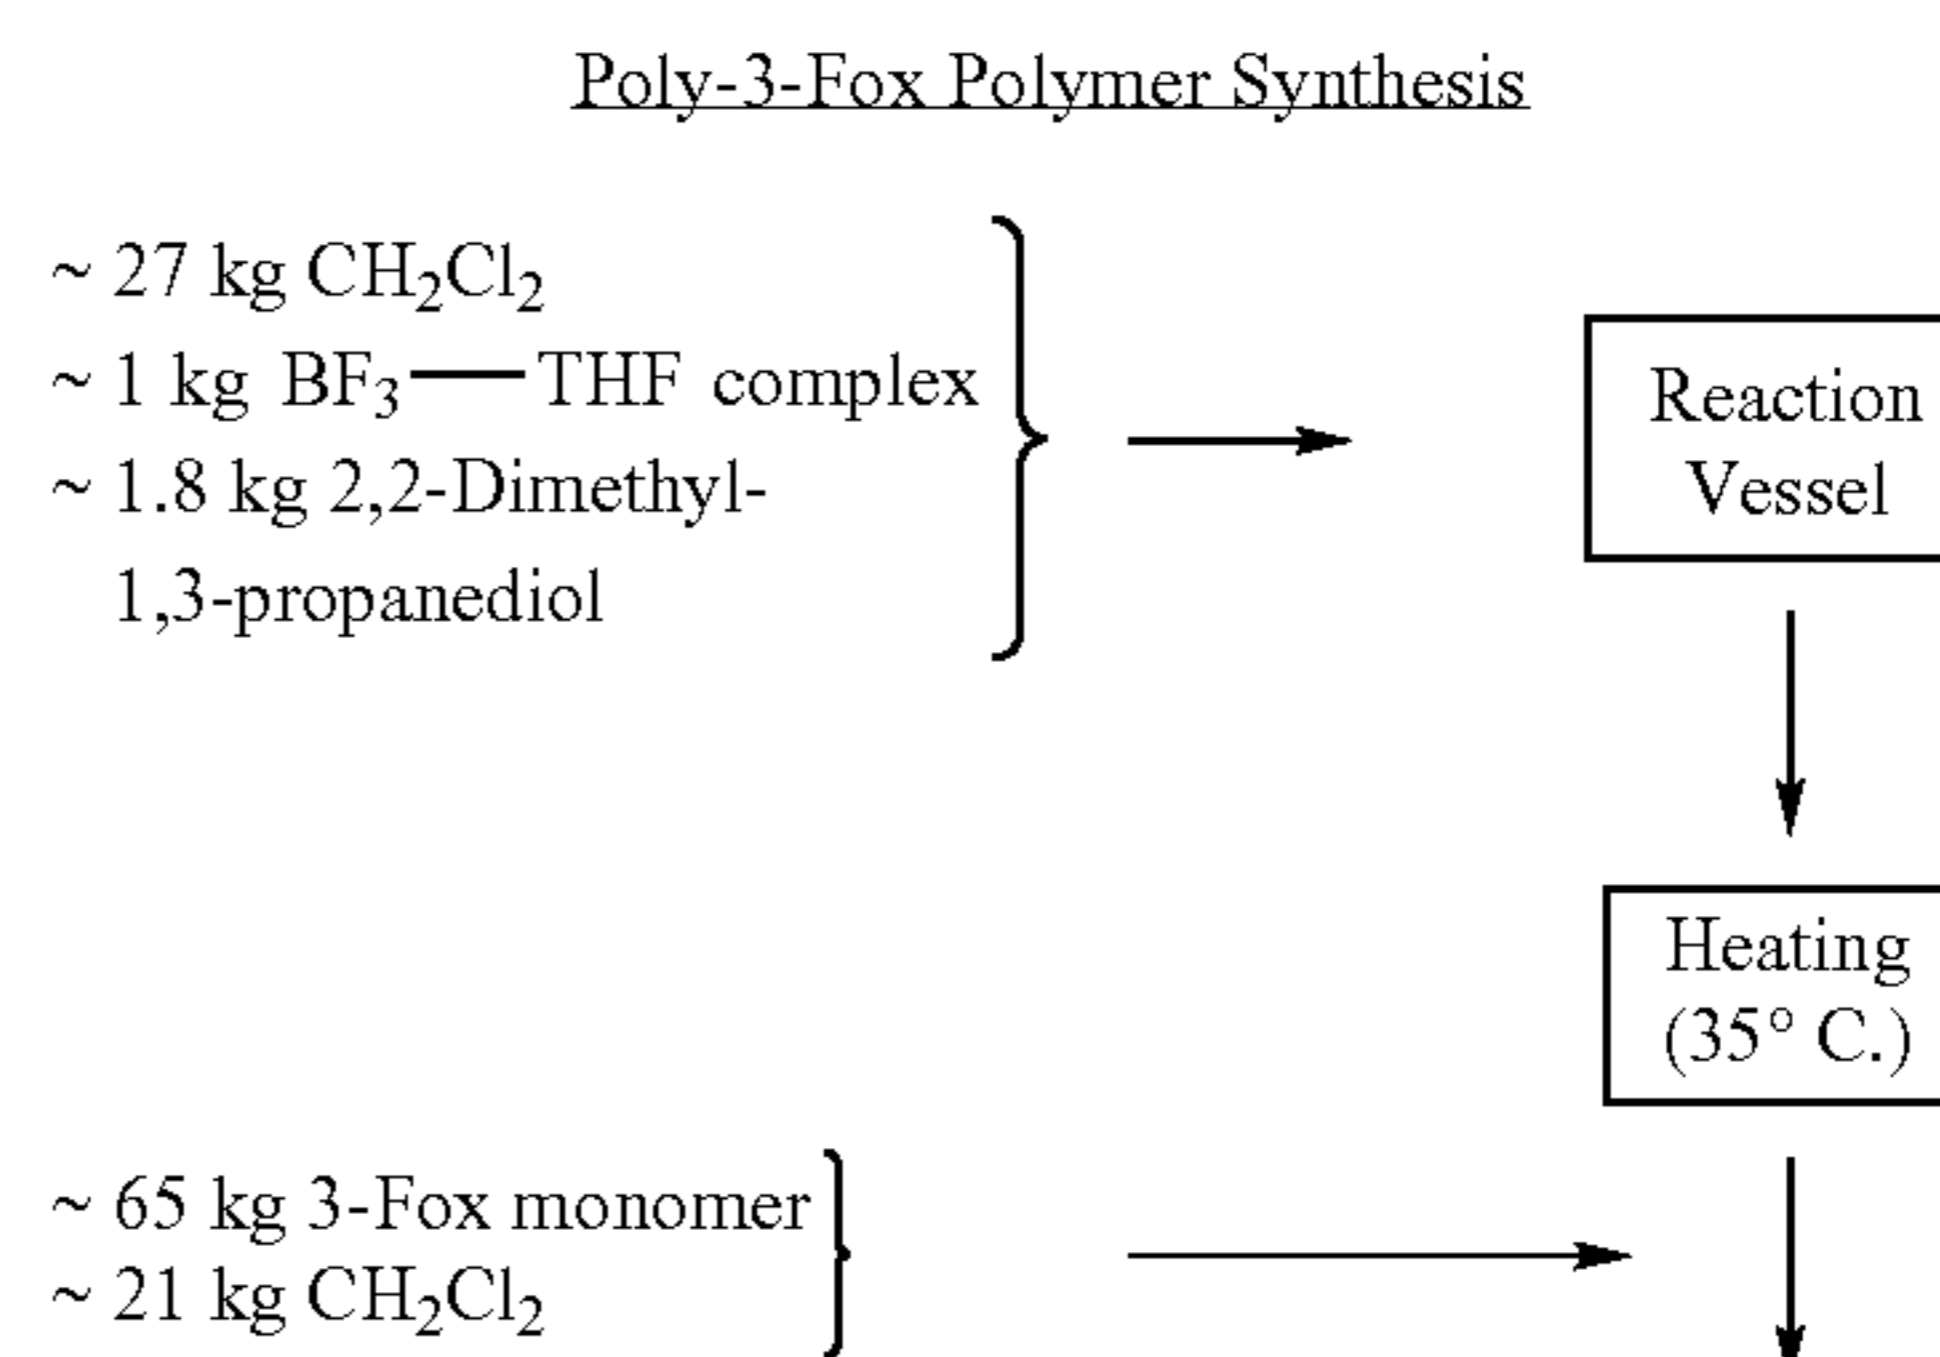 Poly-3-Fox Polymer Synthesis
~ 27 kg CH₂Cl₂
~ 1 kg BF₃—THF complex
~ 1.8 kg 2,2-Dimethyl-
1,3-propanediol
Reaction
Vessel
Heating
(35° C.)
~ 65 kg 3-Fox monomer
~ 21 kg CH₂Cl₂